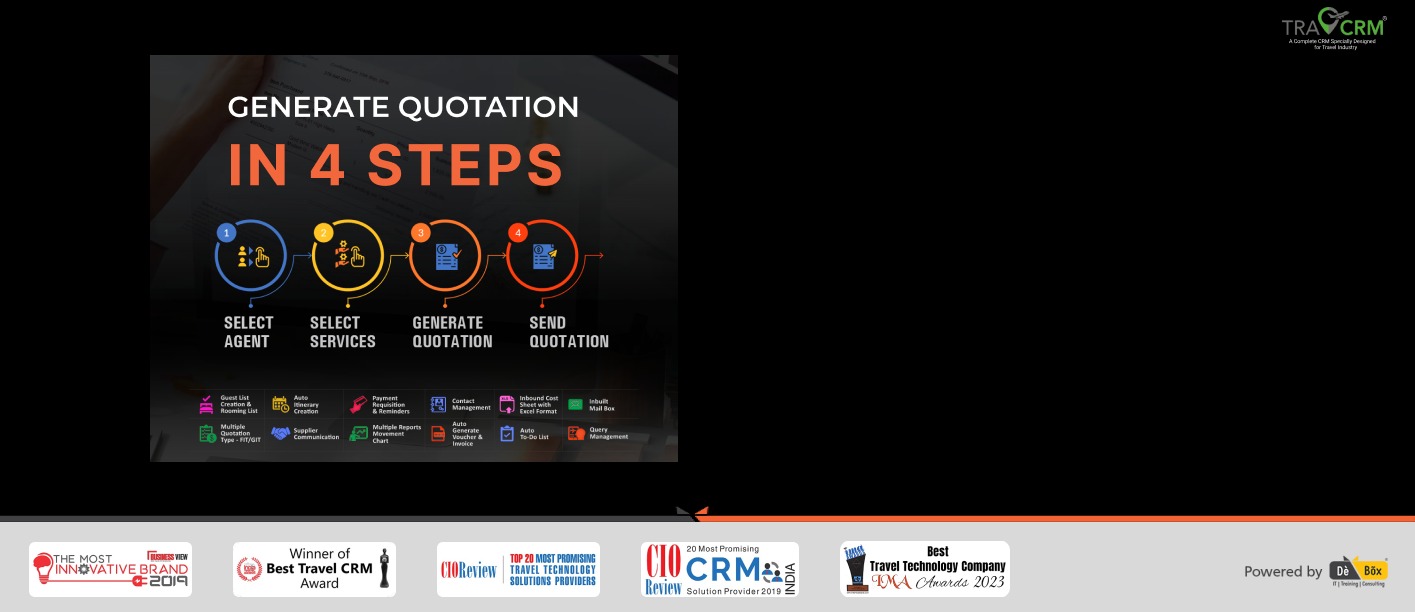 TRAVCRM®
A Complete CRM Specially Designed
for Travel Industry
GENERATE QUOTATION
IN 4 STEPS
1
2
3
4
SELECT
AGENT
SELECT
SERVICES
GENERATE
QUOTATION
SEND
QUOTATION
Guest List
Creation &
Rooming List
Auto
Itinerary
Creation
Payment
Requisition
& Reminders
Contact
Management
Inbound Cost
Sheet with
Excel Format
Inbuilt
Mail Box
Multiple
Quotation
Type - FIT/GIT
Supplier
Communication
Multiple Reports
Movement
Chart
Auto
Generate
Voucher &
Invoice
Auto
To-Do List
Query
Management
THE MOST
INNOVATIVE BRAND
2019
BUSINESS VIEW
Winner of
Best Travel CRM
Award
CIOReview
TOP 20 MOST PROMISING
TRAVEL TECHNOLOGY
SOLUTIONS PROVIDERS
CIO
Review
20 Most Promising
CRM
Solution Provider 2019
INDIA
Best
Travel Technology Company
LMA Awards 2023
Powered by
Dè Böx
IT | Training | Consulting